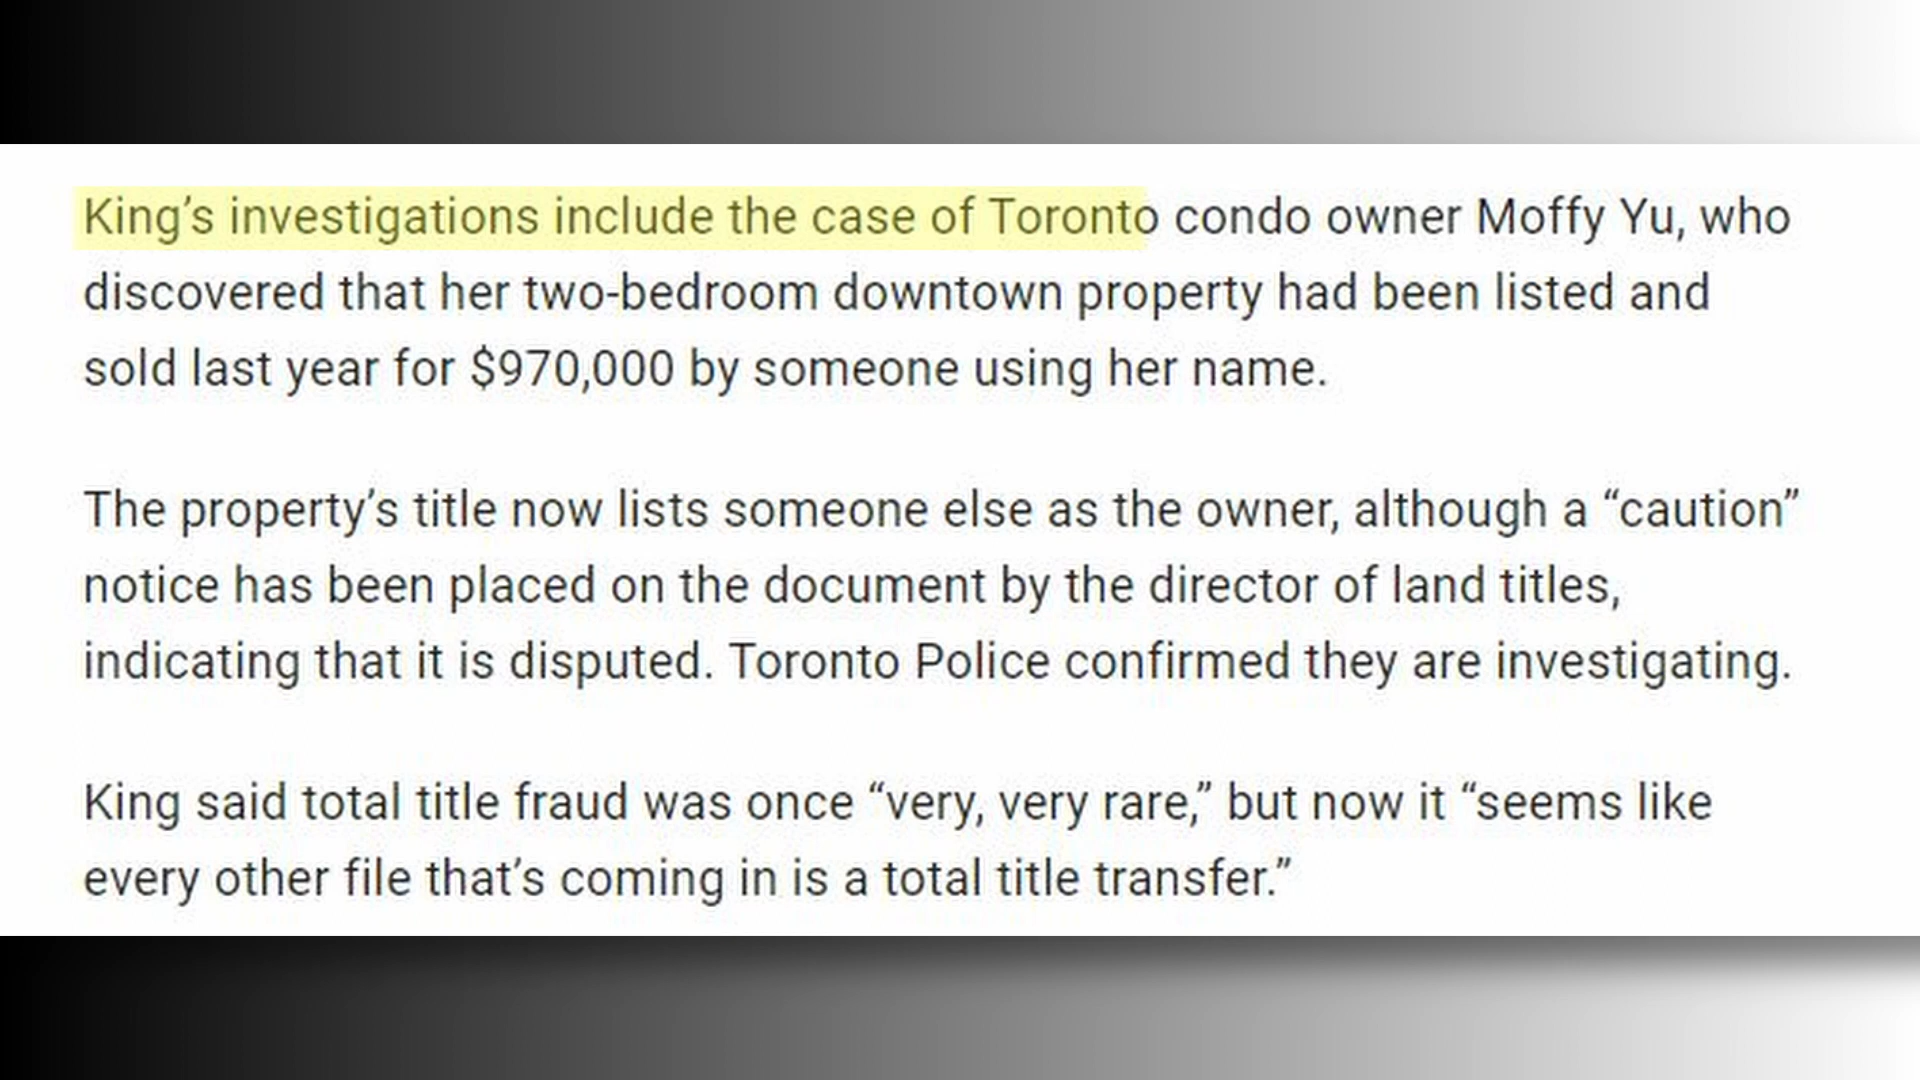 King’s investigations include the case of Toronto condo owner Moffy Yu, who
discovered that her two-bedroom downtown property had been listed and
sold last year for $970,000 by someone using her name.
The property’s title now lists someone else as the owner, although a “caution”
notice has been placed on the document by the director of land titles,
indicating that it is disputed. Toronto Police confirmed they are investigating.
King said total title fraud was once “very, very rare,” but now it “seems like
every other file that’s coming in is a total title transfer.”